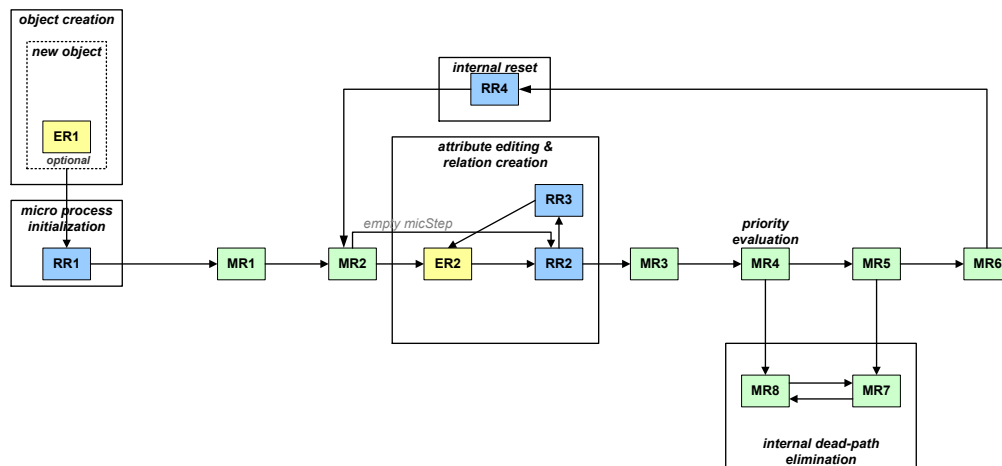 object creation
new object
ER1
optional
micro process
initialization
RR1
MR1
MR2
internal reset
RR4
attribute editing &
relation creation
RR3
empty micStep
ER2
RR2
MR3
priority
evaluation
MR4
MR5
MR6
MR8
MR7
internal dead-path
elimination